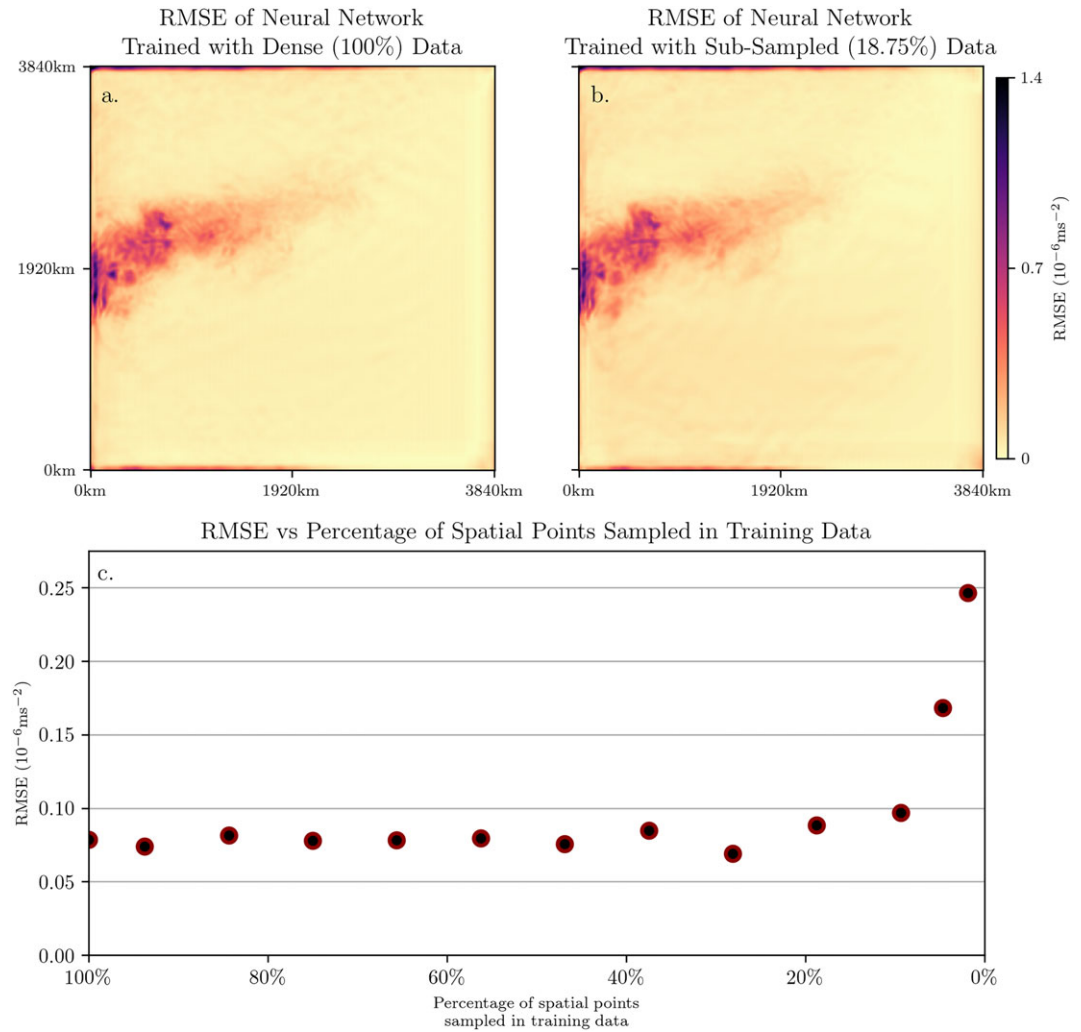 RMSE of Neural Network
Trained with Dense (100%) Data
RMSE of Neural Network
Trained with Sub-Sampled (18.75%) Data
3840km
1920km
0km
a.
0km
1920km
3840km
b.
0km
1920km
3840km
1.4
0.7
0
RMSE (10⁻⁶ms⁻²)
RMSE vs Percentage of Spatial Points Sampled in Training Data
c.
0.25
0.20
0.15
0.10
0.05
0.00
RMSE (10⁻⁶ms⁻²)
100%
80%
60%
40%
20%
0%
Percentage of spatial points
sampled in training data